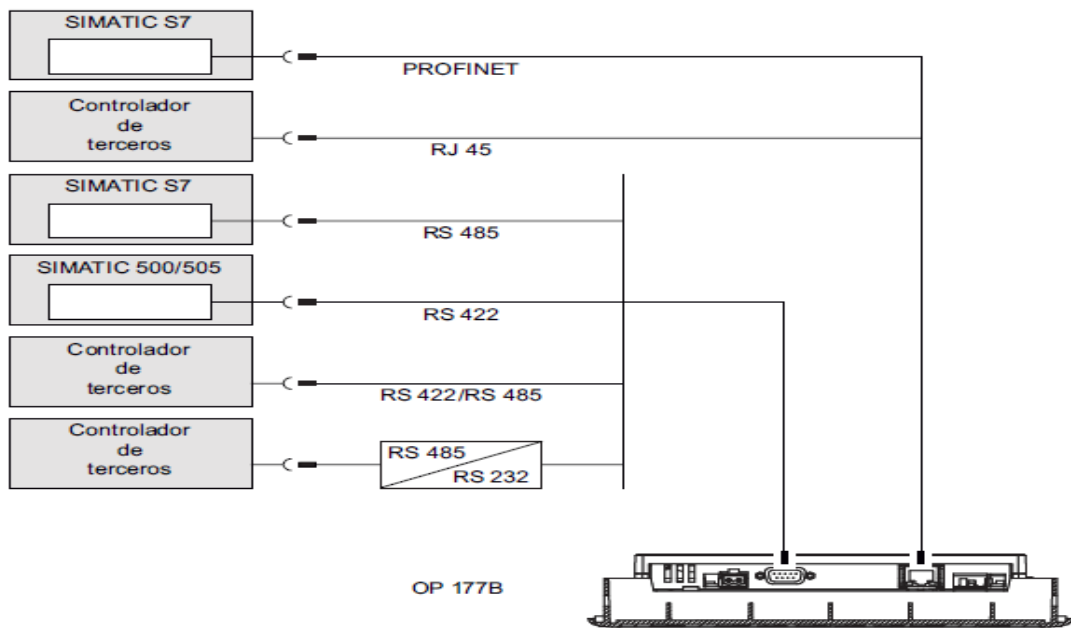 SIMATIC S7
PROFINET
Controlador
de
terceros
RJ 45
SIMATIC S7
RS 485
SIMATIC 500/505
RS 422
Controlador
de
terceros
RS 422/RS 485
Controlador
de
terceros
RS 485
RS 232
OP 177B